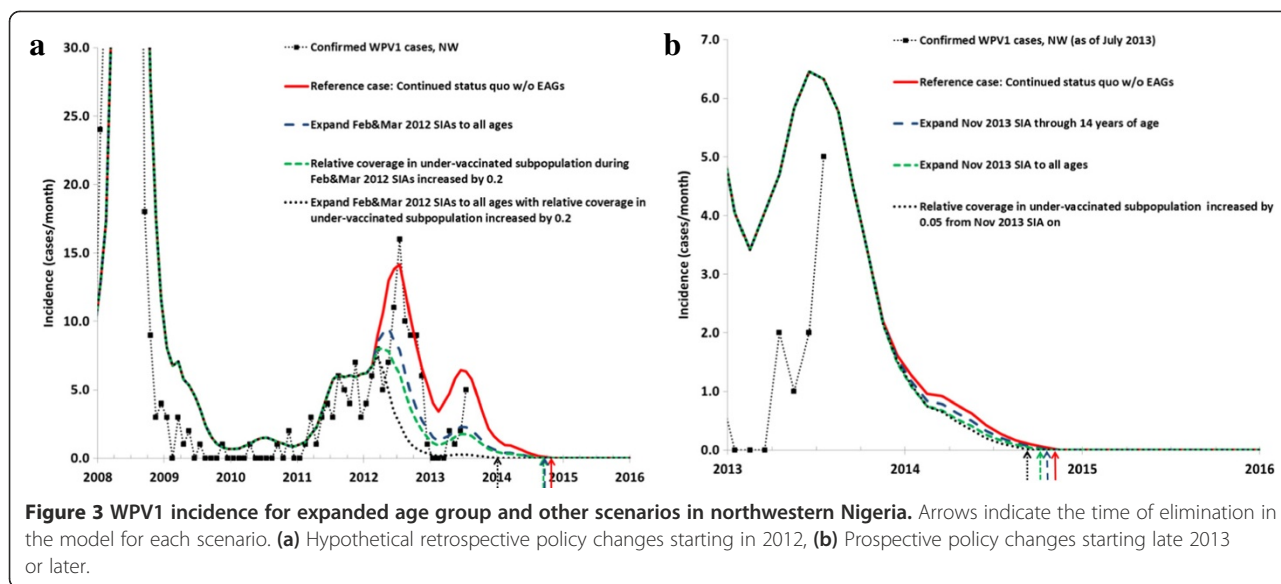 a
Confirmed WPV1 cases, NW
Reference case: Continued status quo w/o EAGs
Expand Feb&Mar 2012 SIAs to all ages
Relative coverage in under-vaccinated subpopulation during
Feb&Mar 2012 SIAs increased by 0.2
Expand Feb&Mar 2012 SIAs to all ages with relative coverage in
under-vaccinated subpopulation increased by 0.2
Incidence (cases/month)
30.0
25.0
20.0
15.0
10.0
5.0
0.0
2008 2009 2010 2011 2012 2013 2014 2015 2016
b
Confirmed WPV1 cases, NW (as of July 2013)
Reference case: Continued status quo w/o EAGs
Expand Nov 2013 SIA through 14 years of age
Expand Nov 2013 SIA to all ages
Relative coverage in under-vaccinated subpopulation increased by
0.05 from Nov 2013 SIA on
Incidence (cases/month)
7.0
6.0
5.0
4.0
3.0
2.0
1.0
0.0
2013 2014 2015 2016
Figure 3 WPV1 incidence for expanded age group and other scenarios in northwestern Nigeria. Arrows indicate the time of elimination in
the model for each scenario. (a) Hypothetical retrospective policy changes starting in 2012, (b) Prospective policy changes starting late 2013
or later.